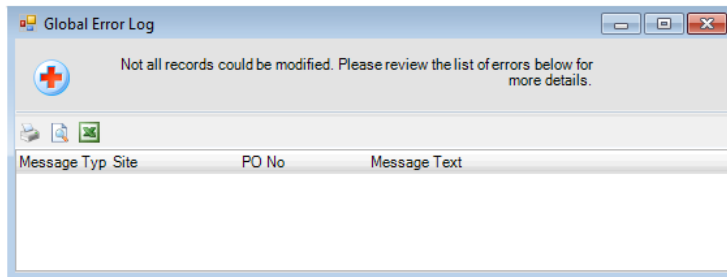 Global Error Log
Not all records could be modified. Please review the list of errors below for
more details.
Message Typ Site PO No Message Text